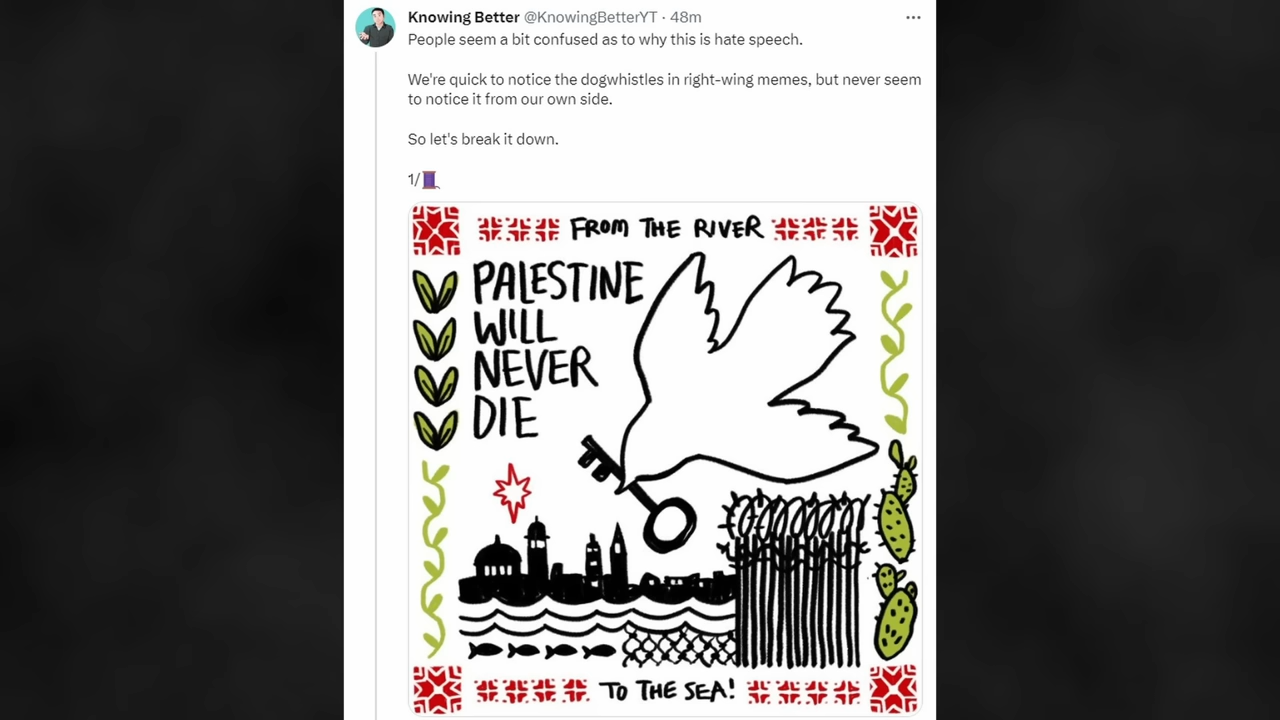 Knowing Better @KnowingBetterYT · 48m
People seem a bit confused as to why this is hate speech.
We're quick to notice the dogwhistles in right-wing memes, but never seem
to notice it from our own side.
So let's break it down.
1/🧵
FROM THE RIVER
PALESTINE
WILL
NEVER
DIE
TO THE SEA!